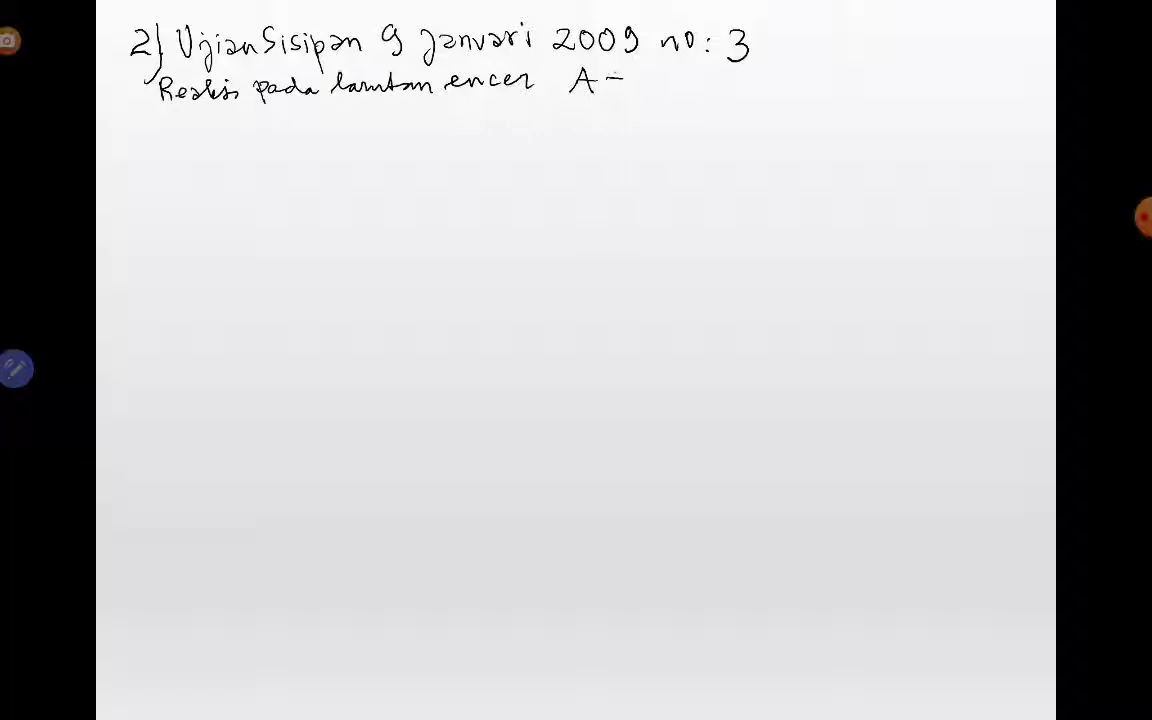 2) Ujian Sisipan 9 Januari 2009 no: 3
Reaksi pada larutan encer A -